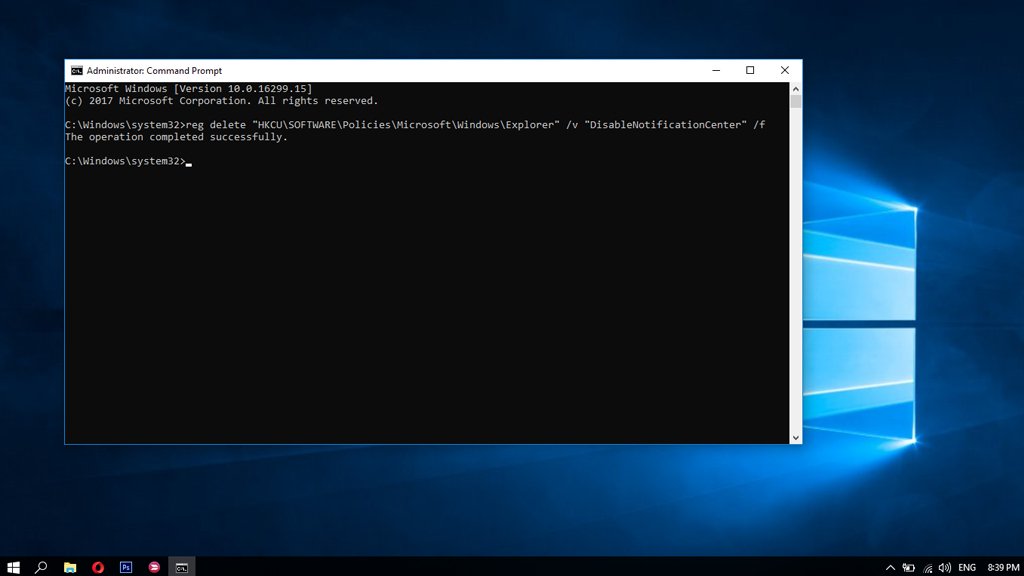 Administrator: Command Prompt
Microsoft Windows [Version 10.0.16299.15]
(c) 2017 Microsoft Corporation. All rights reserved.
C:\Windows\system32>reg delete "HKCU\SOFTWARE\Policies\Microsoft\Windows\Explorer" /v "DisableNotificationCenter" /f
The operation completed successfully.
C:\Windows\system32>
Ps
ENG
8:39 PM